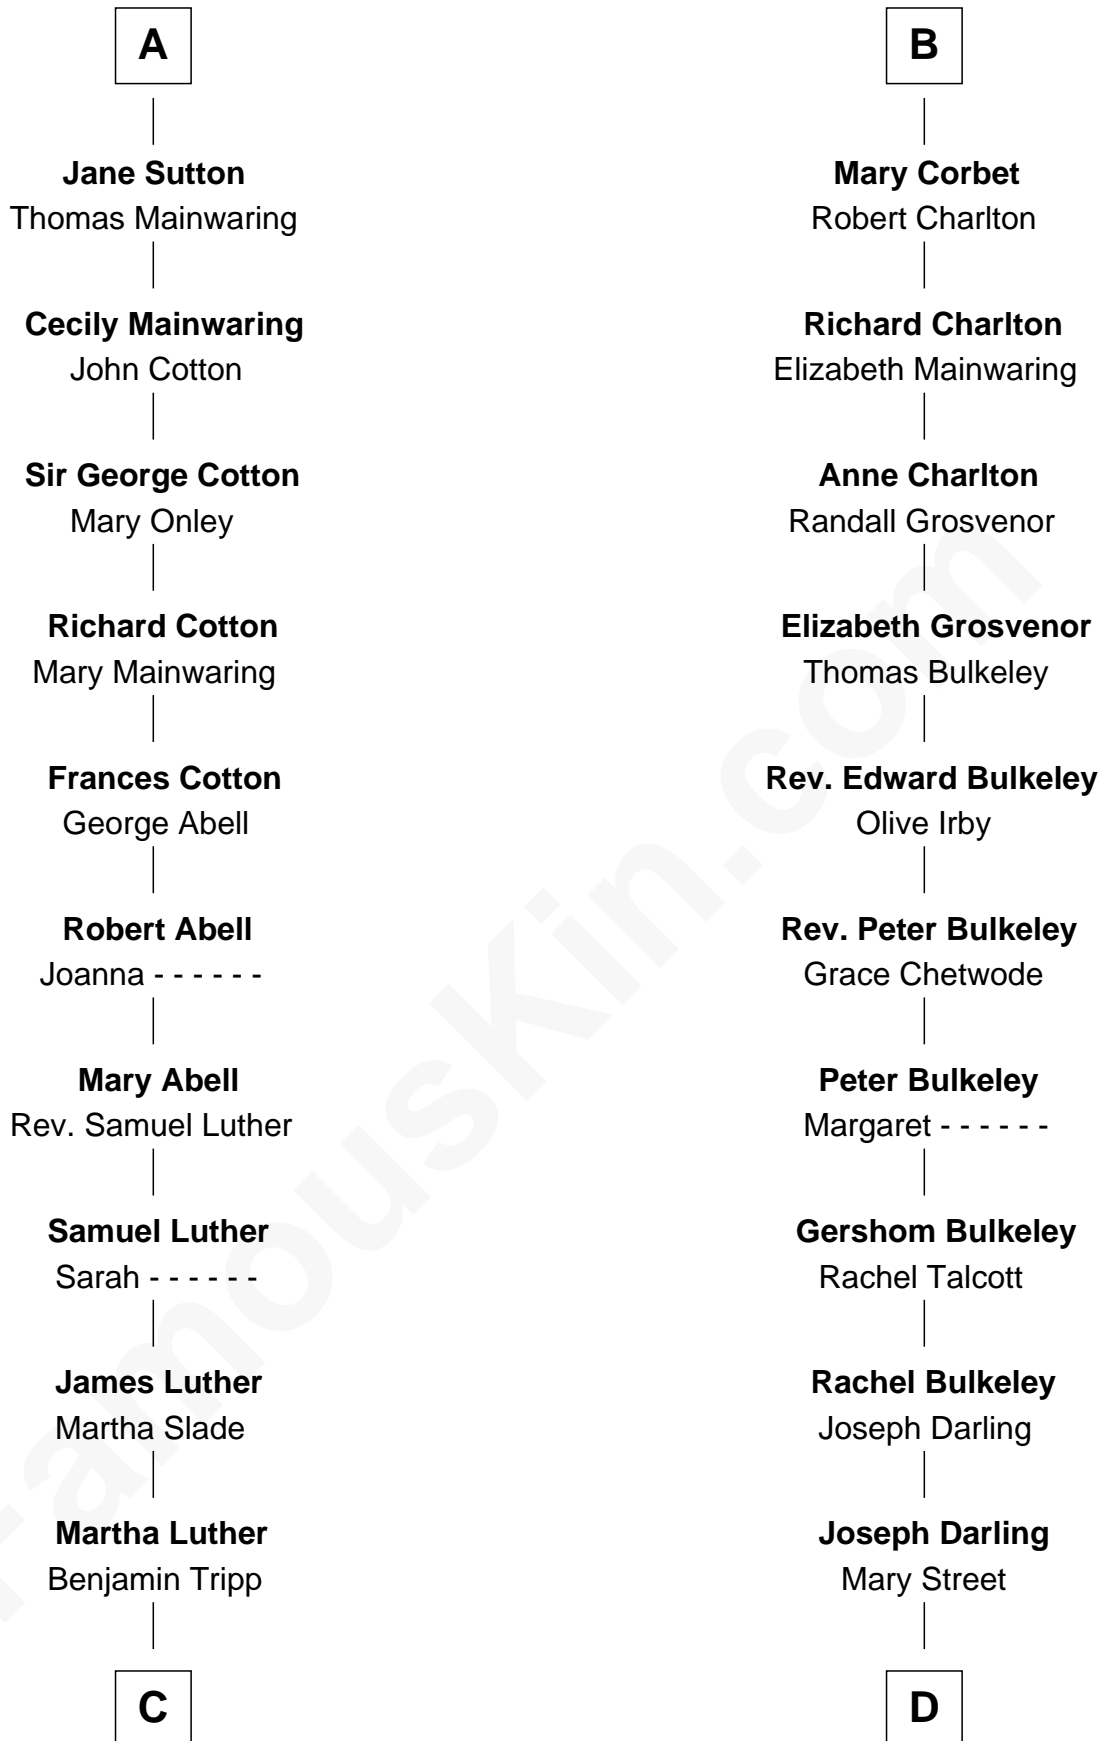 A
Jane Sutton
Thomas Mainwaring
Cecily Mainwaring
John Cotton
Sir George Cotton
Mary Onley
Richard Cotton
Mary Mainwaring
Frances Cotton
George Abell
Robert Abell
Joanna - - - - - -
Mary Abell
Rev. Samuel Luther
Samuel Luther
Sarah - - - - - -
James Luther
Martha Slade
Martha Luther
Benjamin Tripp
C
B
Mary Corbet
Robert Charlton
Richard Charlton
Elizabeth Mainwaring
Anne Charlton
Randall Grosvenor
Elizabeth Grosvenor
Thomas Bulkeley
Rev. Edward Bulkeley
Olive Irby
Rev. Peter Bulkeley
Grace Chetwode
Peter Bulkeley
Margaret - - - - - -
Gershom Bulkeley
Rachel Talcott
Rachel Bulkeley
Joseph Darling
Joseph Darling
Mary Street
D
FamousKin.com